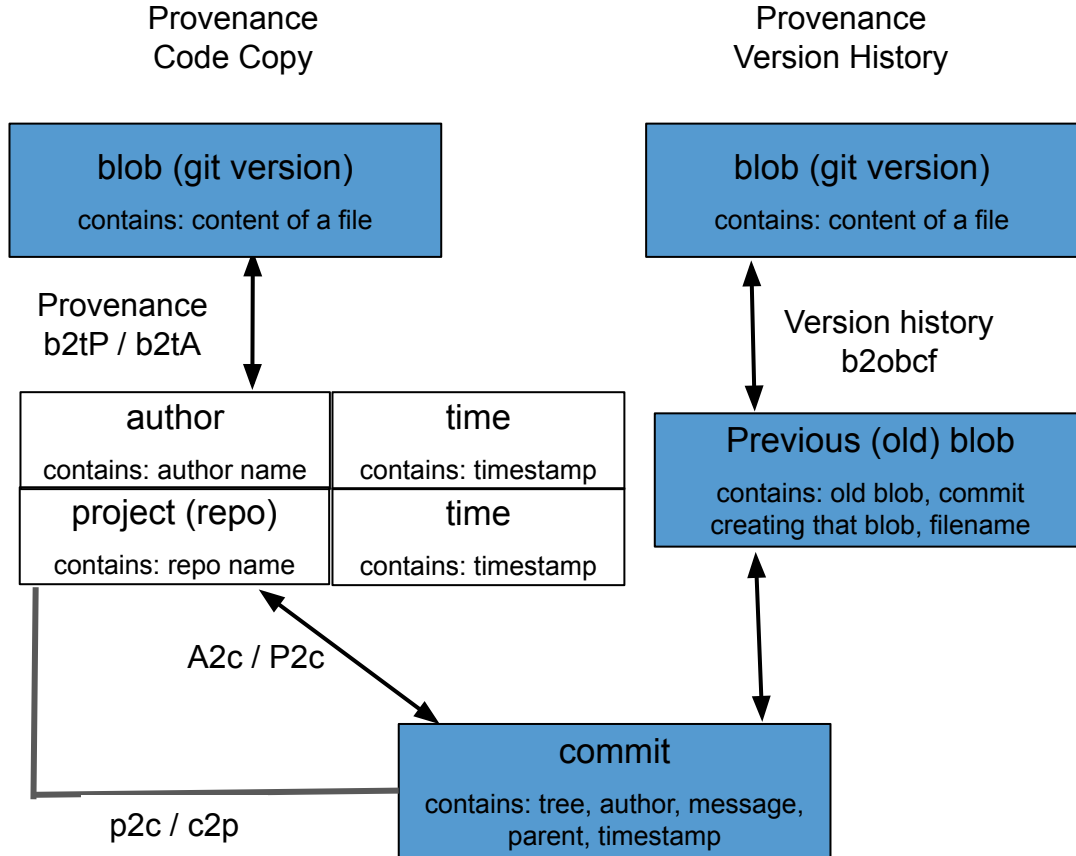 Provenance
Code Copy
Provenance
Version History
blob (git version)
contains: content of a file
blob (git version)
contains: content of a file
Provenance
b2tP / b2tA
Version history
b2obcf
author
contains: author name
time
contains: timestamp
project (repo)
contains: repo name
time
contains: timestamp
Previous (old) blob
contains: old blob, commit
creating that blob, filename
A2c / P2c
commit
contains: tree, author, message,
parent, timestamp
p2c / c2p